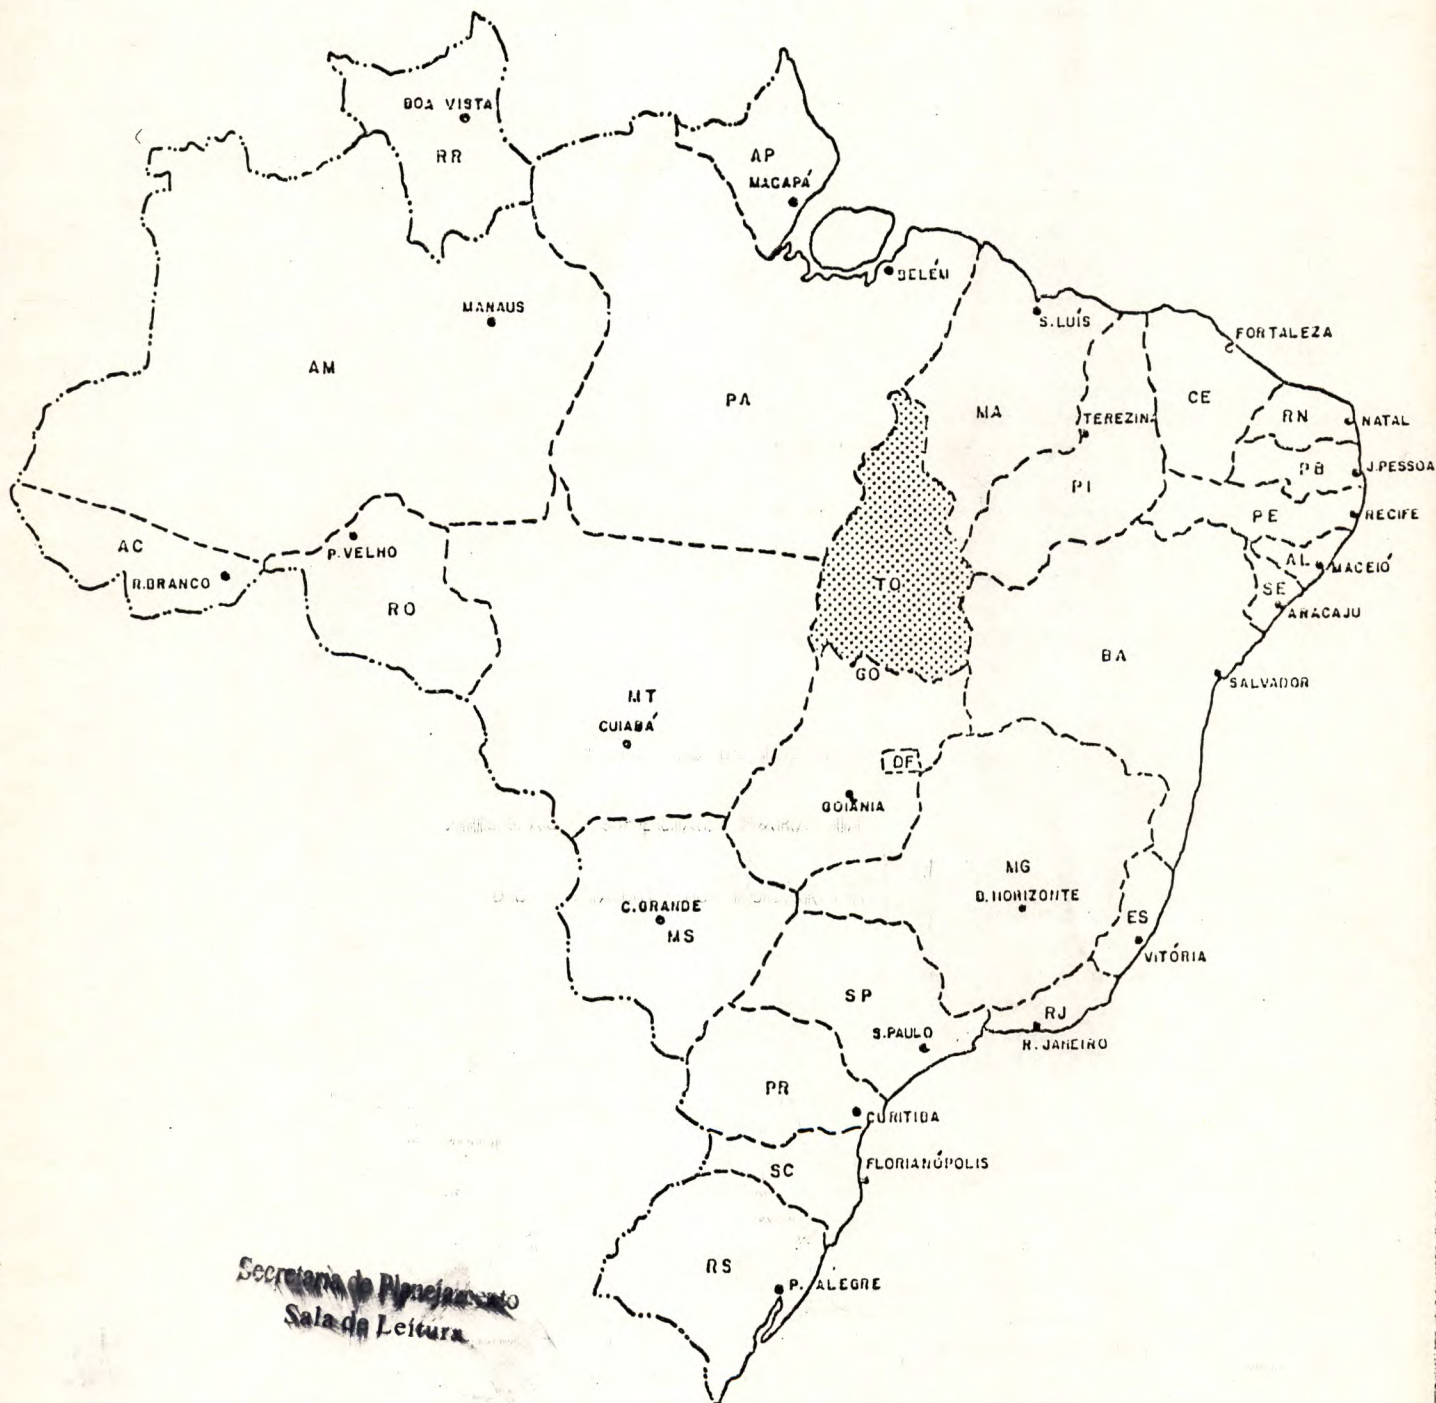 BOA VISTA
RR
AP
MACAPÁ
BELÉM
MANAUS
S.LUÍS
FORTALEZA
AM
PA
MA
CE
TEREZINA
RN
NATAL
PB
J.PESSOA
PI
PE
RECIFE
AC
P.VELHO
AL
MACEIÓ
R.BRANCO
TO
SE
RO
ARACAJU
BA
GO
SALVADOR
MT
CUIABÁ
DF
GOIÂNIA
MG
B.HORIZONTE
C.GRANDE
MS
ES
VITÓRIA
SP
RJ
S.PAULO
R.JANEIRO
PR
CURITIBA
SC
FLORIANÓPOLIS
RS
P. ALEGRE
Secretaria de Planejamento
Sala de Leitura